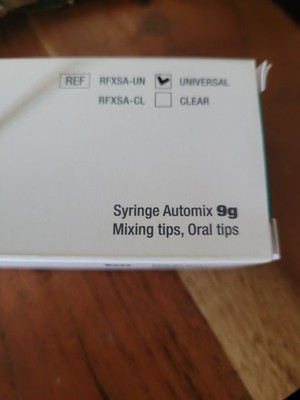 REF RFXSA-UN UNIVERSAL
RFXSA-CL CLEAR
Syringe Automix 9g
Mixing tips, Oral tips